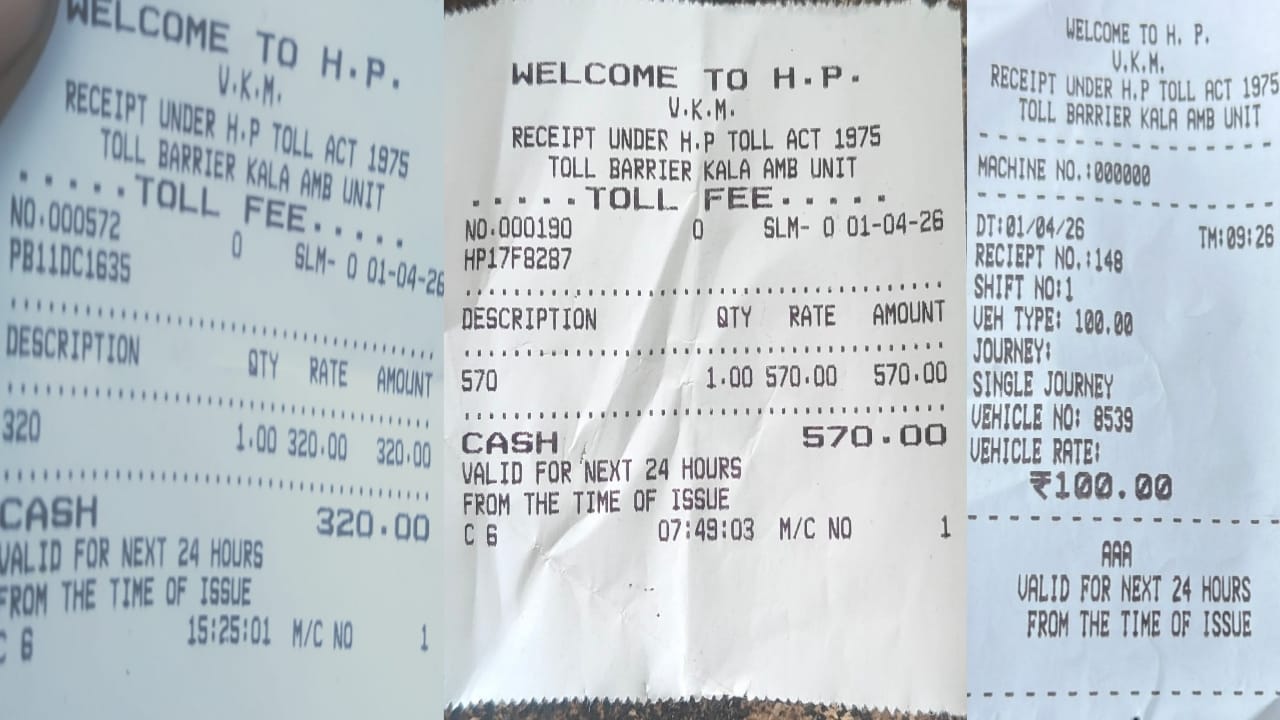 WELCOME TO H.P.
V.K.M.
RECEIPT UNDER H.P TOLL ACT 1975
TOLL BARRIER KALA AMB UNIT
.....TOLL FEE.....
NO.000572 0 SLM- 0 01-04-26
PB11DC1635
DESCRIPTION QTY RATE AMOUNT
320 1.00 320.00 320.00
CASH 320.00
VALID FOR NEXT 24 HOURS
FROM THE TIME OF ISSUE
C 6 15:25:01 M/C NO 1
WELCOME TO H.P.
V.K.M.
RECEIPT UNDER H.P TOLL ACT 1975
TOLL BARRIER KALA AMB UNIT
.....TOLL FEE.....
NO.000190 0 SLM- 0 01-04-26
HP17F8287
DESCRIPTION QTY RATE AMOUNT
570 1.00 570.00 570.00
CASH 570.00
VALID FOR NEXT 24 HOURS
FROM THE TIME OF ISSUE
C 6 07:49:03 M/C NO 1
WELCOME TO H. P.
V.K.M.
RECEIPT UNDER H.P TOLL ACT 1975
TOLL BARRIER KALA AMB UNIT
MACHINE NO.:000000
DT:01/04/26 TM:09:26
RECIEPT NO.:148
SHIFT NO:1
VEH TYPE: 100.00
JOURNEY:
SINGLE JOURNEY
VEHICLE NO: 8539
VEHICLE RATE:
₹100.00
AAA
VALID FOR NEXT 24 HOURS
FROM THE TIME OF ISSUE